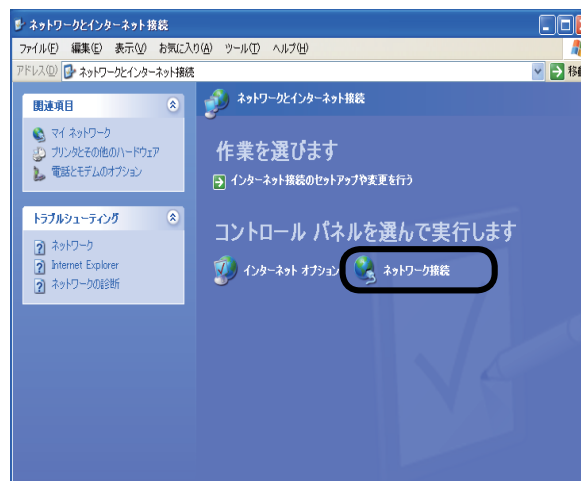 ネットワークとインターネット接続
ファイル(F) 編集(E) 表示(V) お気に入り(A) ツール(T) ヘルプ(H)
アドレス(D) ネットワークとインターネット接続 移動
関連項目
マイ ネットワーク
プリンタとその他のハードウェア
電話とモデムのオプション
トラブルシューティング
ネットワーク
Internet Explorer
ネットワークの診断
ネットワークとインターネット接続
作業を選びます
インターネット接続のセットアップや変更を行う
コントロール パネルを選んで実行します
インターネット オプション
ネットワーク接続